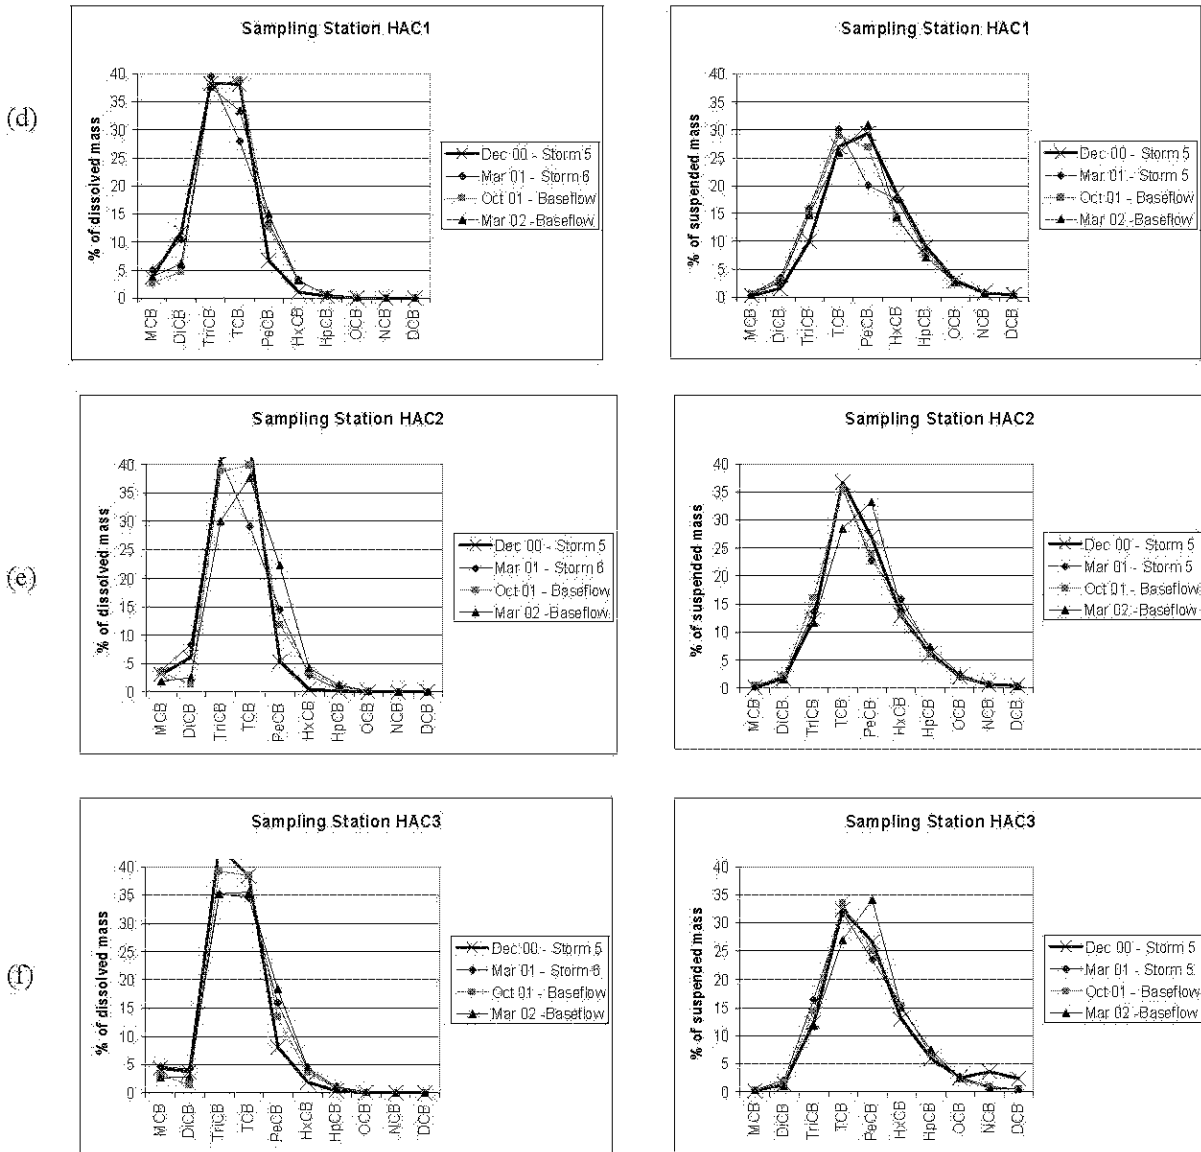 (d)
Sampling Station HAC1
% of dissolved mass
40
35
30
25
20
15
10
5
0
MCB
DiCB
TriCB
TCB
PeCB
HxCB
HpCB
OCB
NCB
DCB
Dec 00 - Storm 5
Mar 01 - Storm 6
Oct 01 - Baseflow
Mar 02 -Baseflow
Sampling Station HAC1
% of suspended mass
40
35
30
25
20
15
10
5
0
MCB
DiCB
TriCB
TCB
PeCB
HxCB
HpCB
OCB
NCB
DCB
Dec 00 - Storm 5
Mar 01 - Storm 5
Oct 01 - Baseflow
Mar 02 -Baseflow
(e)
Sampling Station HAC2
% of dissolved mass
40
35
30
25
20
15
10
5
0
MCB
DiCB
TriCB
TCB
PeCB
HxCB
HpCB
OCB
NCB
DCB
Dec 00 - Storm 5
Mar 01 - Storm 6
Oct 01 - Baseflow
Mar 02 -Baseflow
Sampling Station HAC2
% of suspended mass
40
35
30
25
20
15
10
5
0
MCB
DiCB
TriCB
TCB
PeCB
HxCB
HpCB
OCB
NCB
DCB
Dec 00 - Storm 5
Mar 01 - Storm 5
Oct 01 - Baseflow
Mar 02 -Baseflow
(f)
Sampling Station HAC3
% of dissolved mass
40
35
30
25
20
15
10
5
0
MCB
DiCB
TriCB
TCB
PeCB
HxCB
HpCB
OCB
NCB
DCB
Dec 00 - Storm 5
Mar 01 - Storm 6
Oct 01 - Baseflow
Mar 02 -Baseflow
Sampling Station HAC3
% of suspended mass
40
35
30
25
20
15
10
5
0
MCB
DiCB
TriCB
TCB
PeCB
HxCB
HpCB
OCB
NCB
DCB
Dec 00 - Storm 5
Mar 01 - Storm 5
Oct 01 - Baseflow
Mar 02 -Baseflow